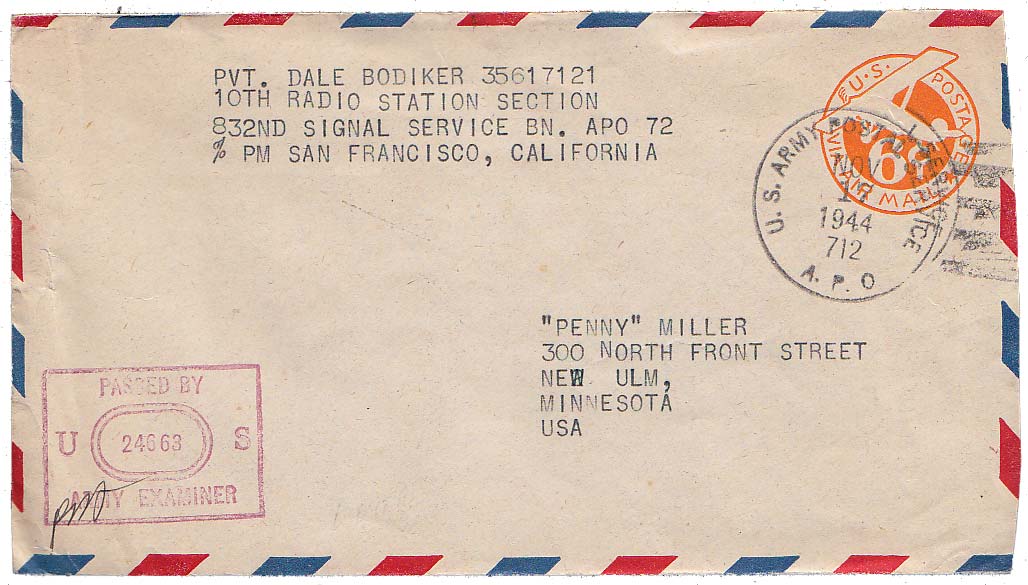 PVT. DALE BODIKER 35617121
10TH RADIO STATION SECTION
832ND SIGNAL SERVICE BN. APO 72
℅ PM SAN FRANCISCO, CALIFORNIA
U.S. POSTAGE
6¢
VIA AIR MAIL
U. S. ARMY POSTAL SERVICE
NOV
1944
712
A. P. O
"PENNY" MILLER
300 NORTH FRONT STREET
NEW ULM,
MINNESOTA
USA
PASSED BY
U 24663 S
ARMY EXAMINER